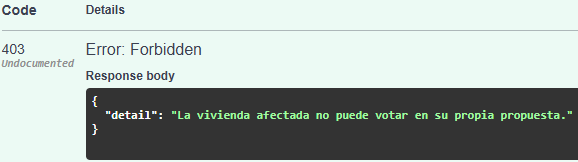 Code Details
403 Error: Forbidden
Undocumented
Response body
{
"detail": "La vivienda afectada no puede votar en su propia propuesta."
}